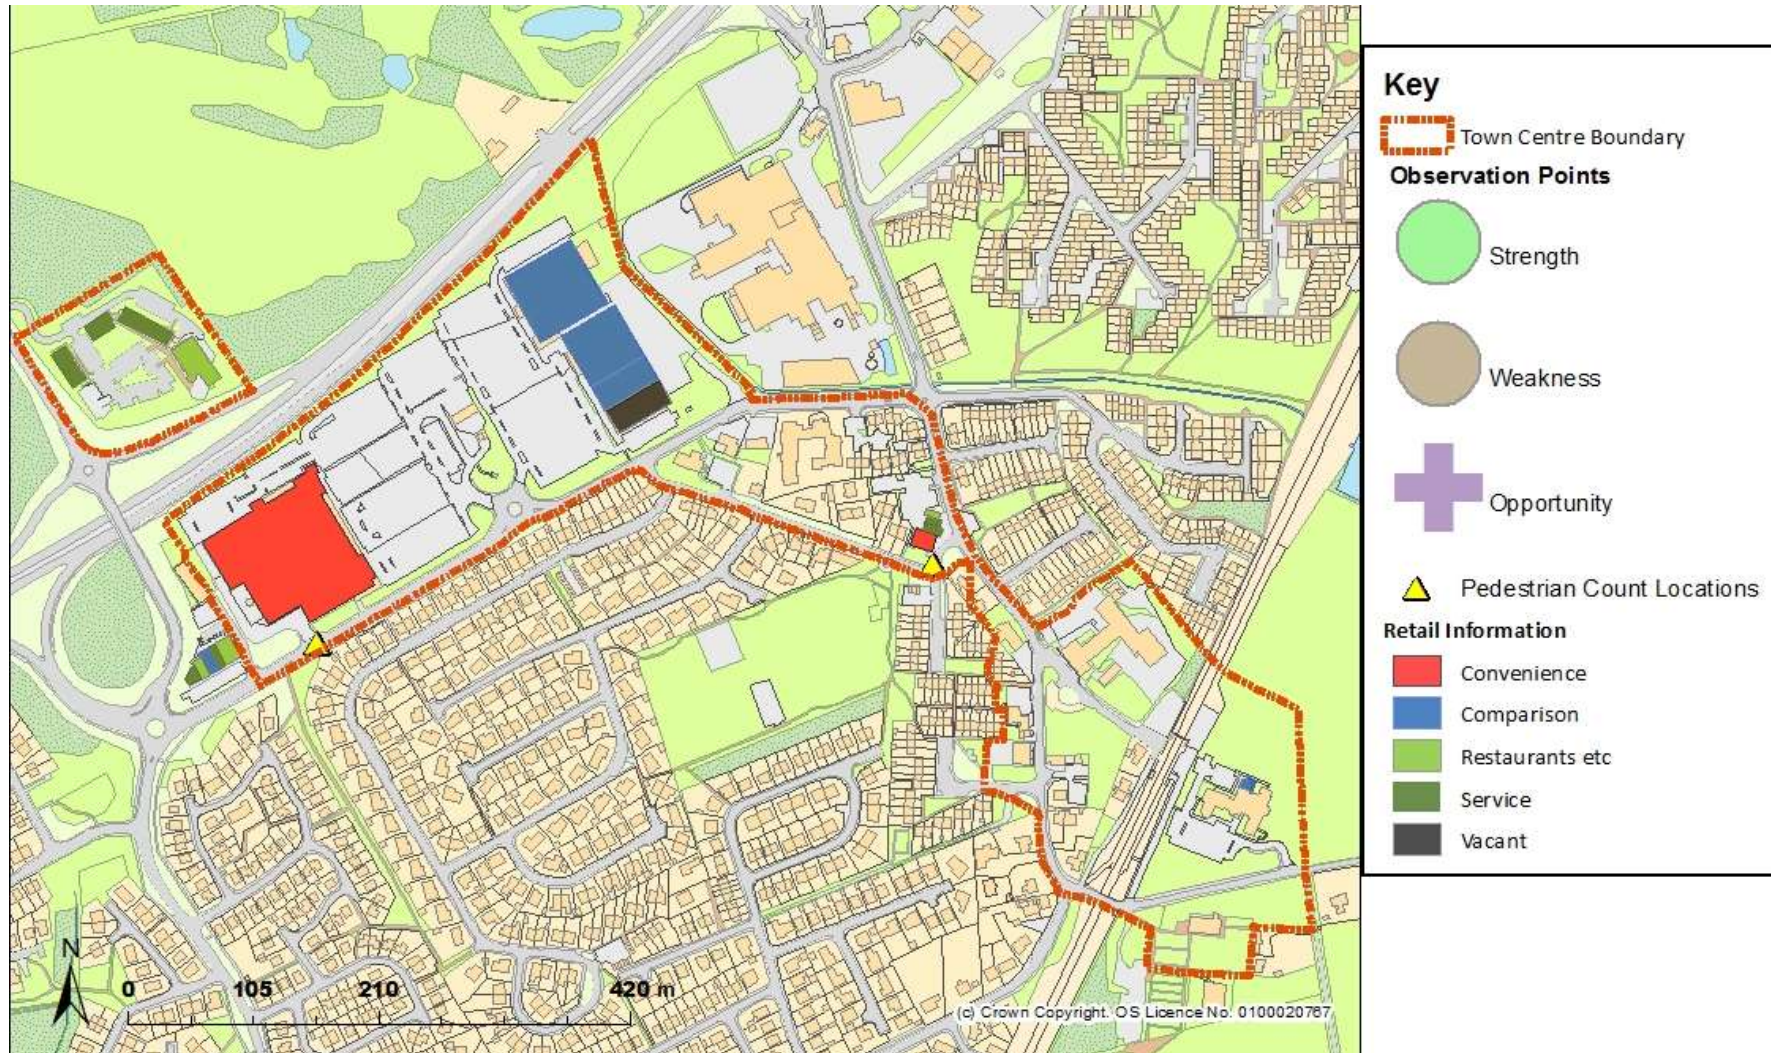 Key
Town Centre Boundary
Observation Points
Strength
Weakness
Opportunity
Pedestrian Count Locations
Retail Information
Convenience
Comparison
Restaurants etc
Service
Vacant
N
0 105 210 420 m
(c) Crown Copyright. OS Licence No. 0100020767